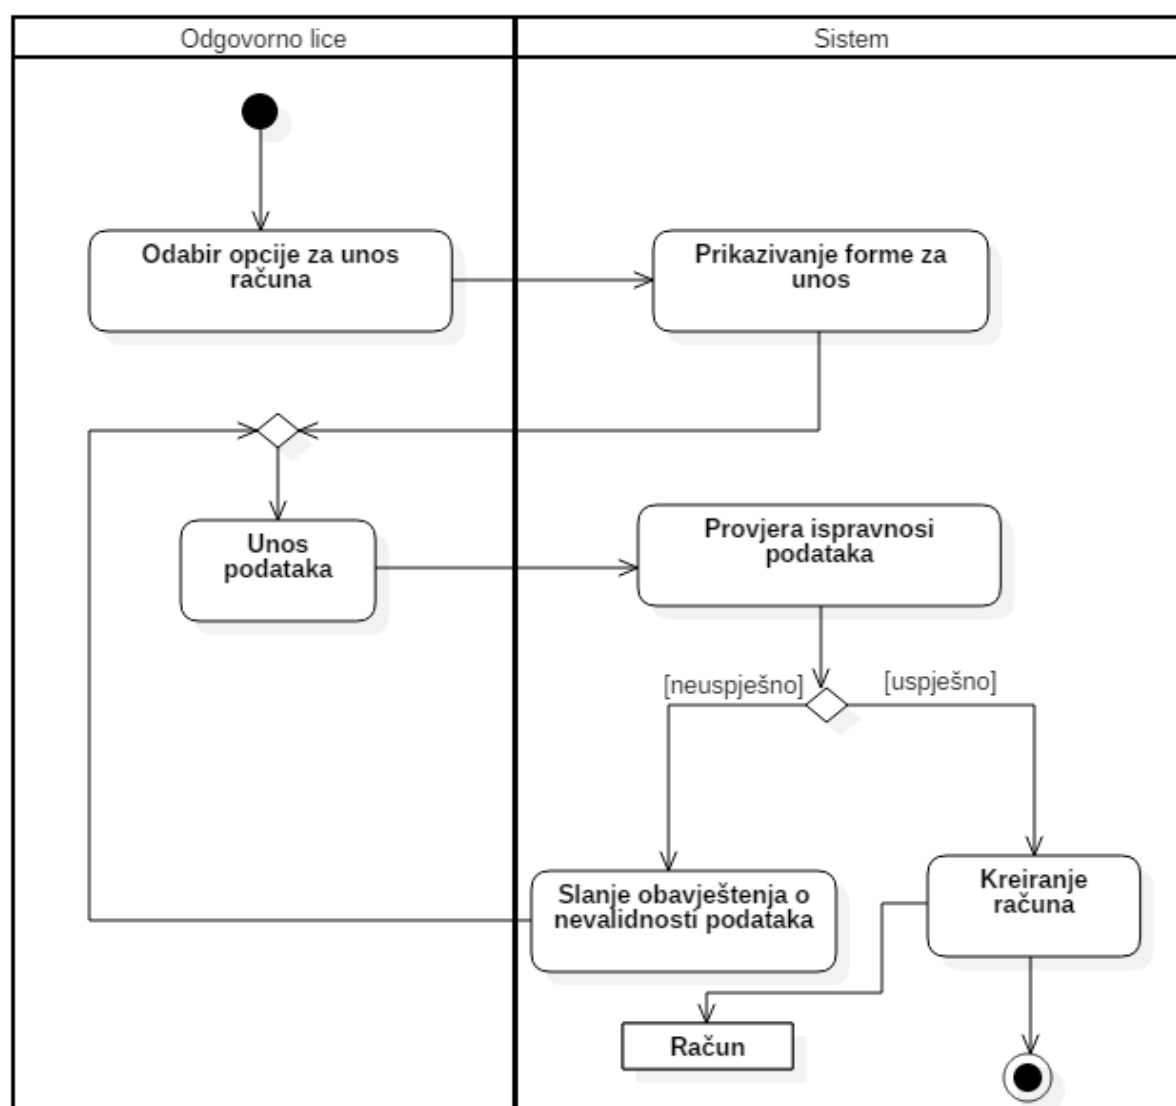 Odgovorno lice
Sistem
Odabir opcije za unos
računa
Prikazivanje forme za
unos
Unos
podataka
Provjera ispravnosi
podataka
[neuspješno]
[uspješno]
Slanje obavještenja o
nevalidnosti podataka
Kreiranje
računa
Račun